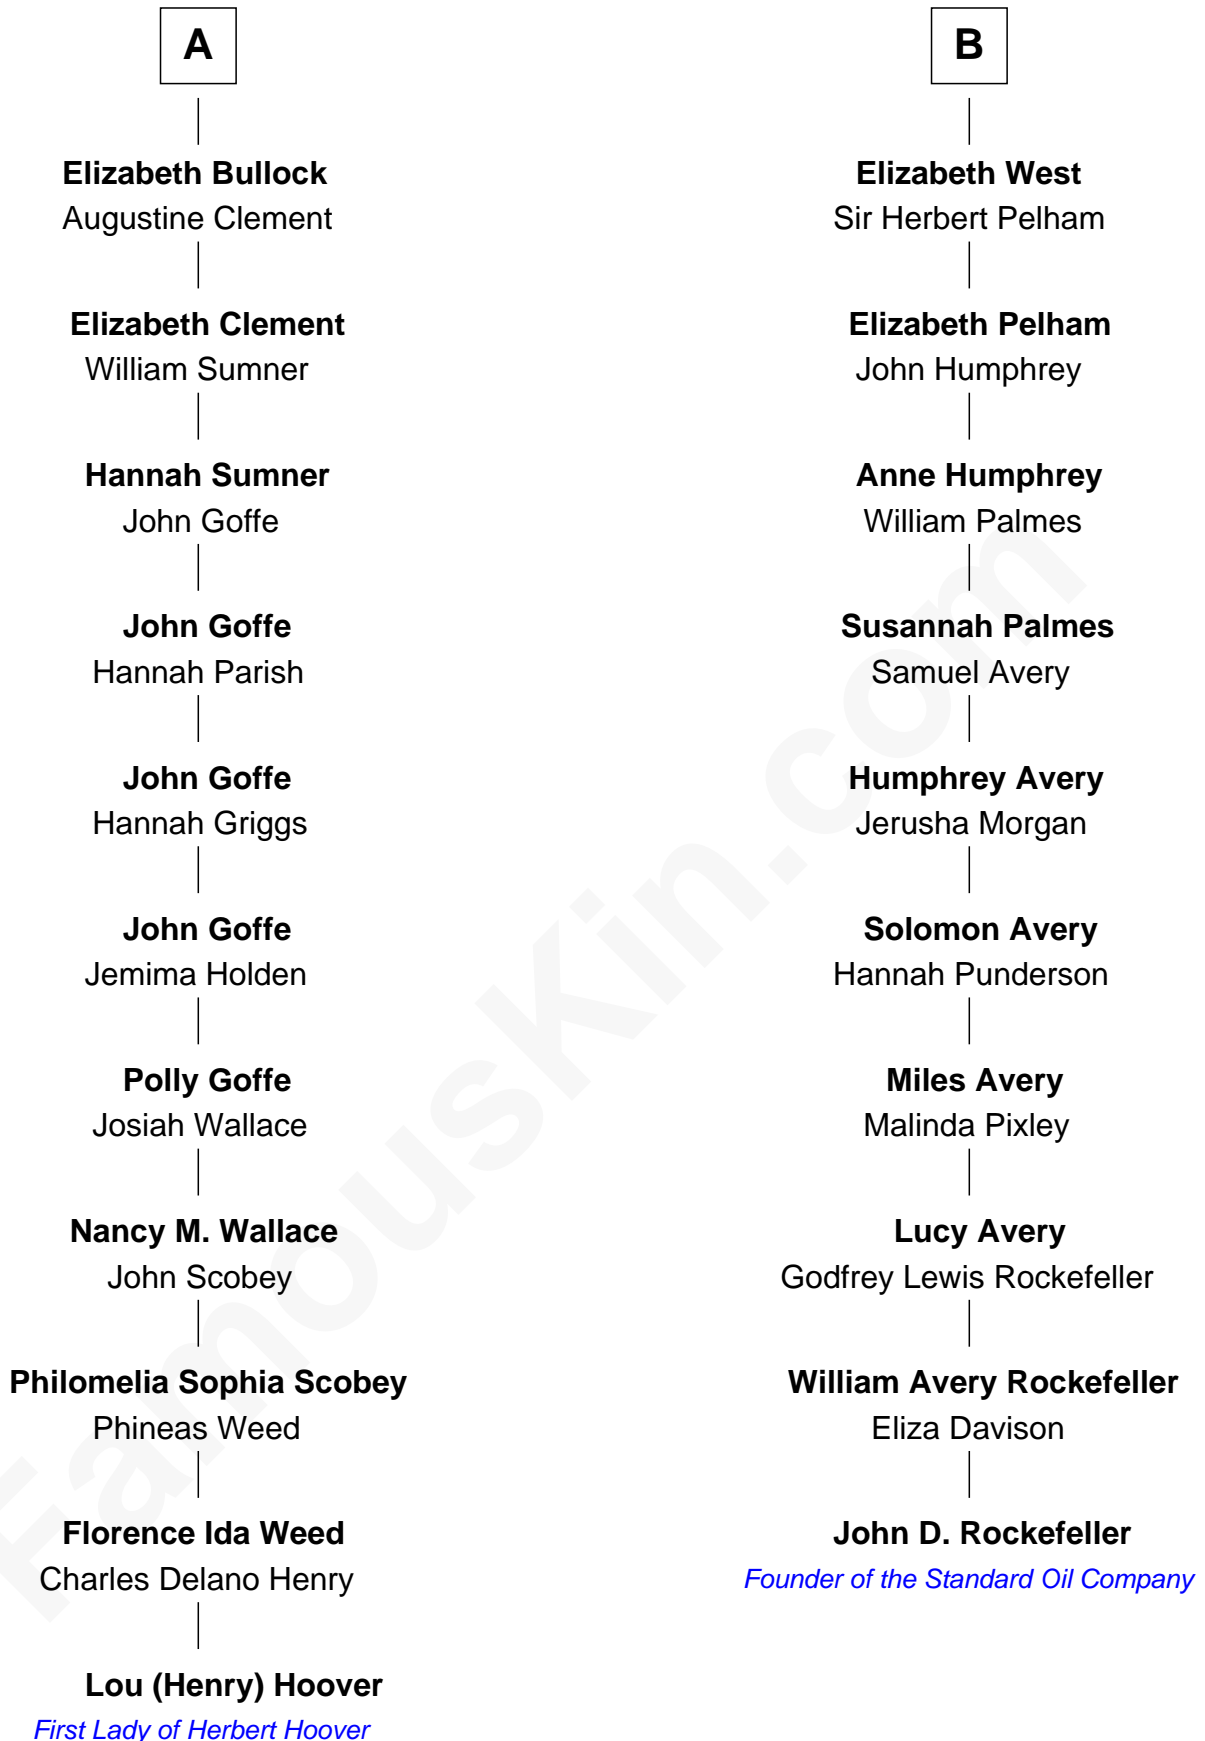 A
Elizabeth Bullock
Augustine Clement
Elizabeth Clement
William Sumner
Hannah Sumner
John Goffe
John Goffe
Hannah Parish
John Goffe
Hannah Griggs
John Goffe
Jemima Holden
Polly Goffe
Josiah Wallace
Nancy M. Wallace
John Scobey
Philomelia Sophia Scobey
Phineas Weed
Florence Ida Weed
Charles Delano Henry
Lou (Henry) Hoover
First Lady of Herbert Hoover
B
Elizabeth West
Sir Herbert Pelham
Elizabeth Pelham
John Humphrey
Anne Humphrey
William Palmes
Susannah Palmes
Samuel Avery
Humphrey Avery
Jerusha Morgan
Solomon Avery
Hannah Punderson
Miles Avery
Malinda Pixley
Lucy Avery
Godfrey Lewis Rockefeller
William Avery Rockefeller
Eliza Davison
John D. Rockefeller
Founder of the Standard Oil Company
FamousKin.com